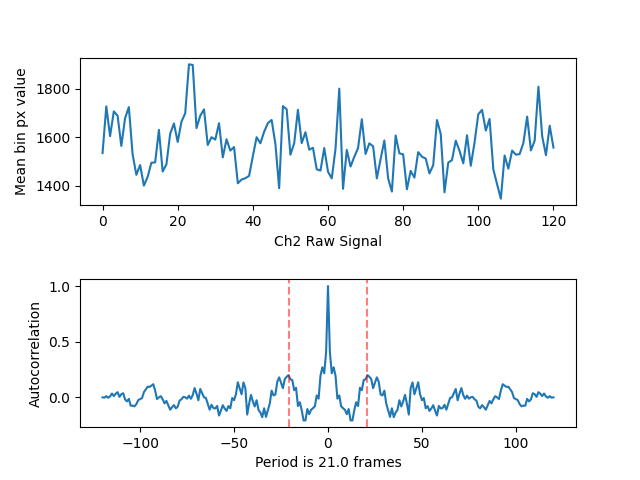 Mean bin px value
1800
1600
1400
0 20 40 60 80 100 120
Ch2 Raw Signal
Autocorrelation
1.0
0.5
0.0
−100 −50 0 50 100
Period is 21.0 frames